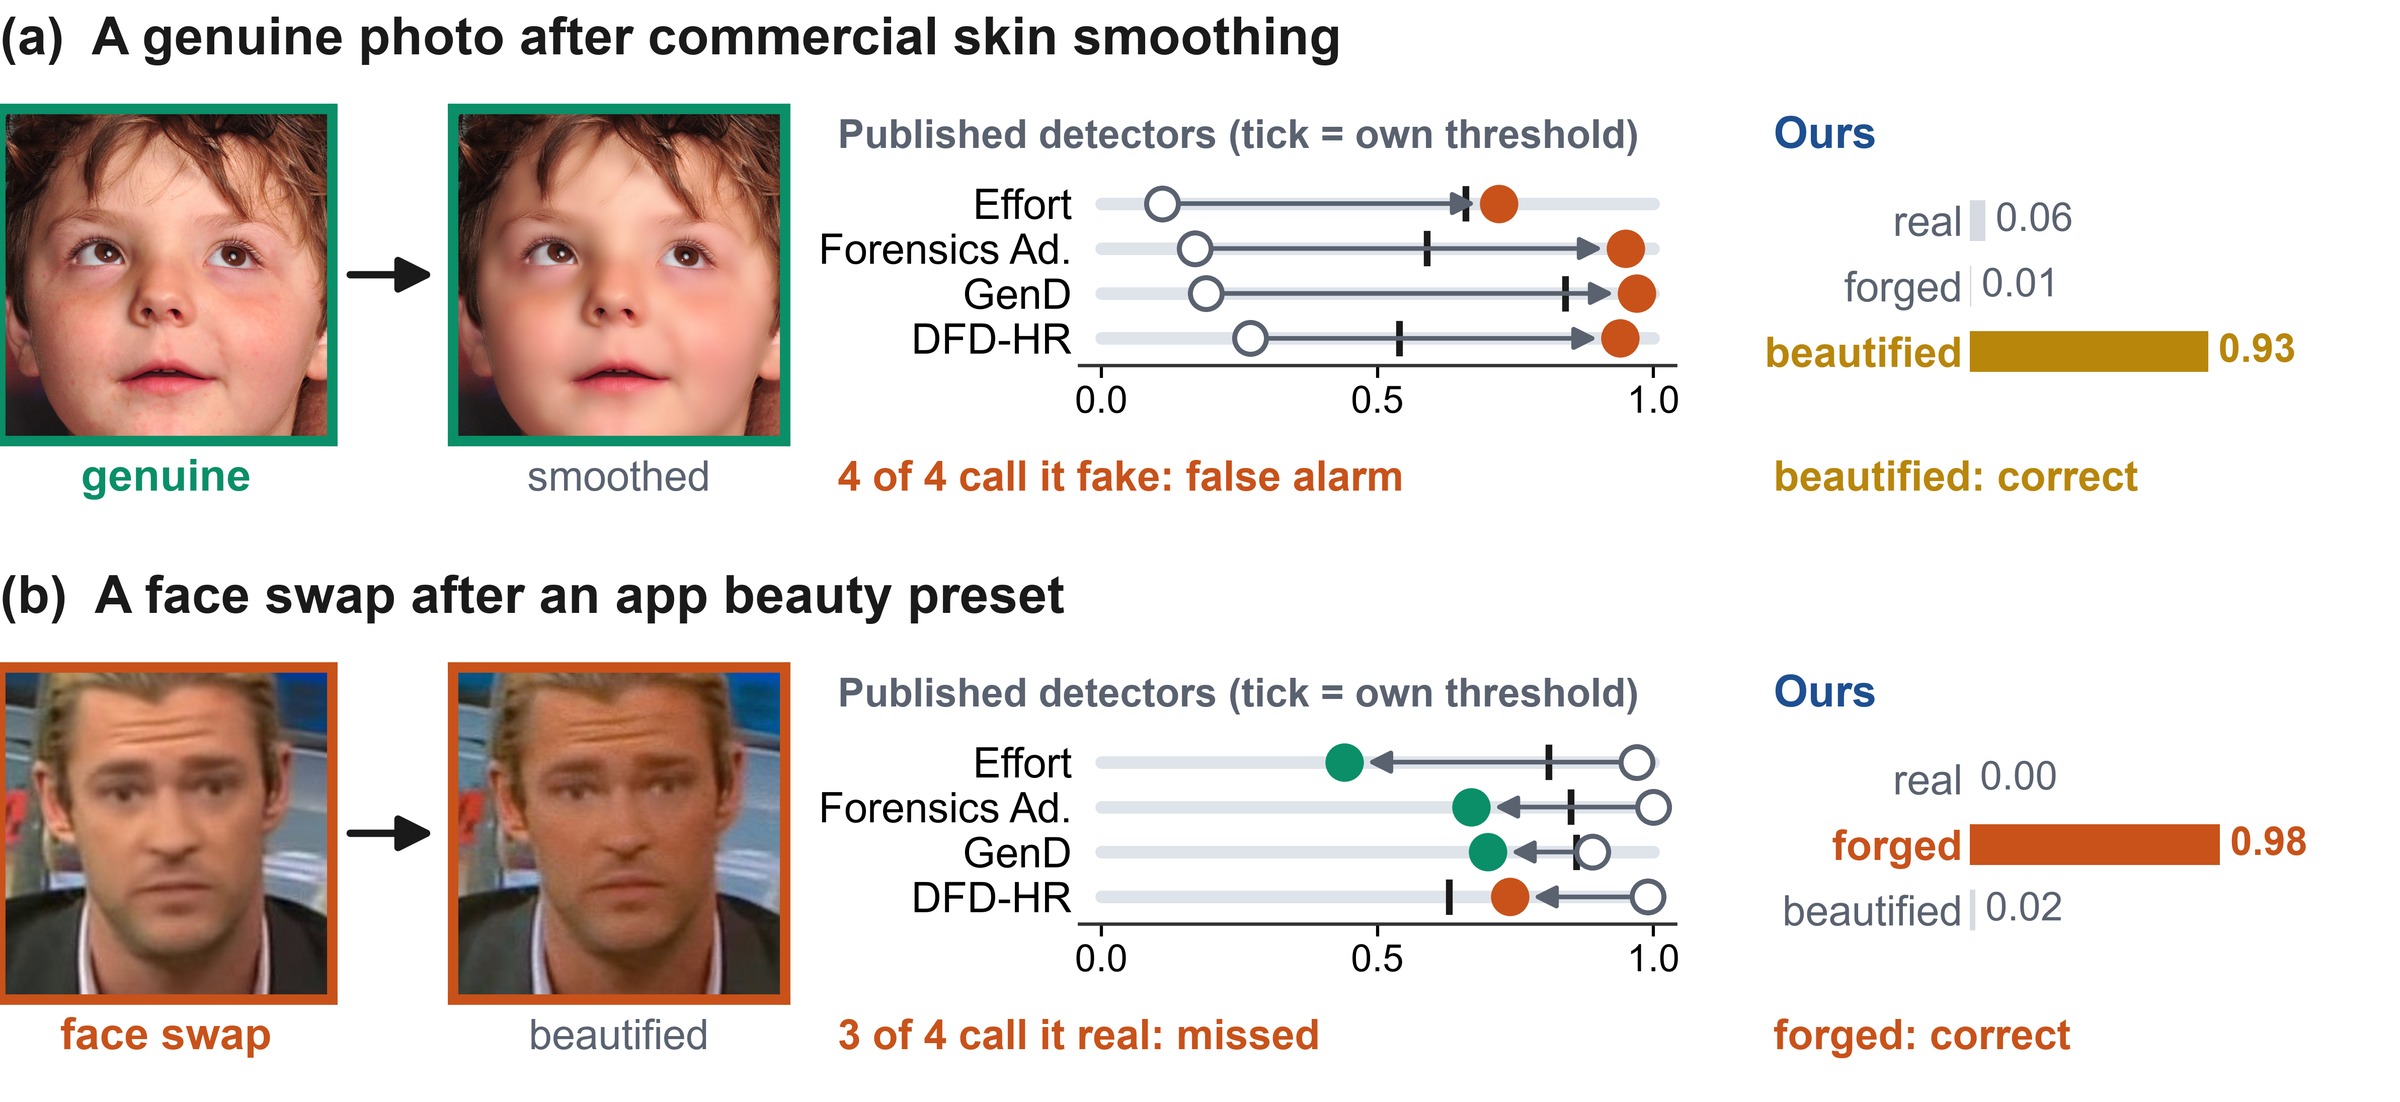 (a) A genuine photo after commercial skin smoothing
Published detectors (tick = own threshold)
Effort
Forensics Ad.
GenD
DFD-HR
0.0 0.5 1.0
Ours
real 0.06
forged 0.01
beautified 0.93
genuine
smoothed
4 of 4 call it fake: false alarm
beautified: correct
(b) A face swap after an app beauty preset
Published detectors (tick = own threshold)
Effort
Forensics Ad.
GenD
DFD-HR
0.0 0.5 1.0
Ours
real 0.00
forged 0.98
beautified 0.02
face swap
beautified
3 of 4 call it real: missed
forged: correct